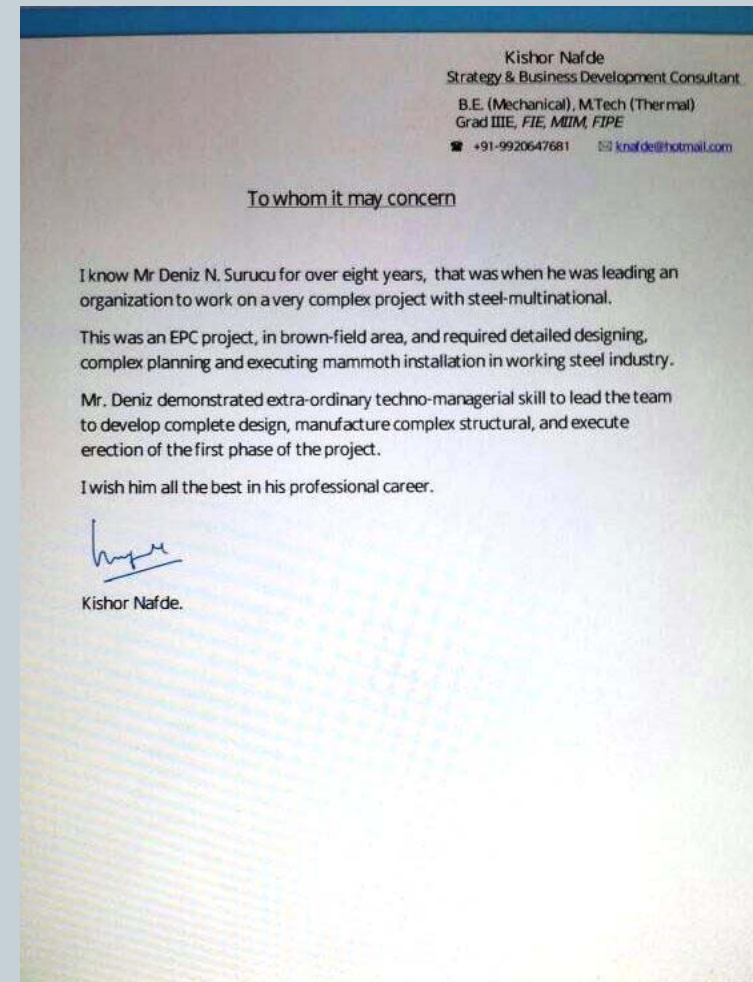 Kishor Nafde
Strategy & Business Development Consultant
B.E. (Mechanical), M.Tech (Thermal)
Grad IIIE, FIE, MIIM, FIPE
☎ +91-9920647681 ✉ knafde@hotmail.com
To whom it may concern
I know Mr Deniz N. Surucu for over eight years, that was when he was leading an
organization to work on a very complex project with steel-multinational.
This was an EPC project, in brown-field area, and required detailed designing,
complex planning and executing mammoth installation in working steel industry.
Mr. Deniz demonstrated extra-ordinary techno-managerial skill to lead the team
to develop complete design, manufacture complex structural, and execute
erection of the first phase of the project.
I wish him all the best in his professional career.
Kishor Nafde.